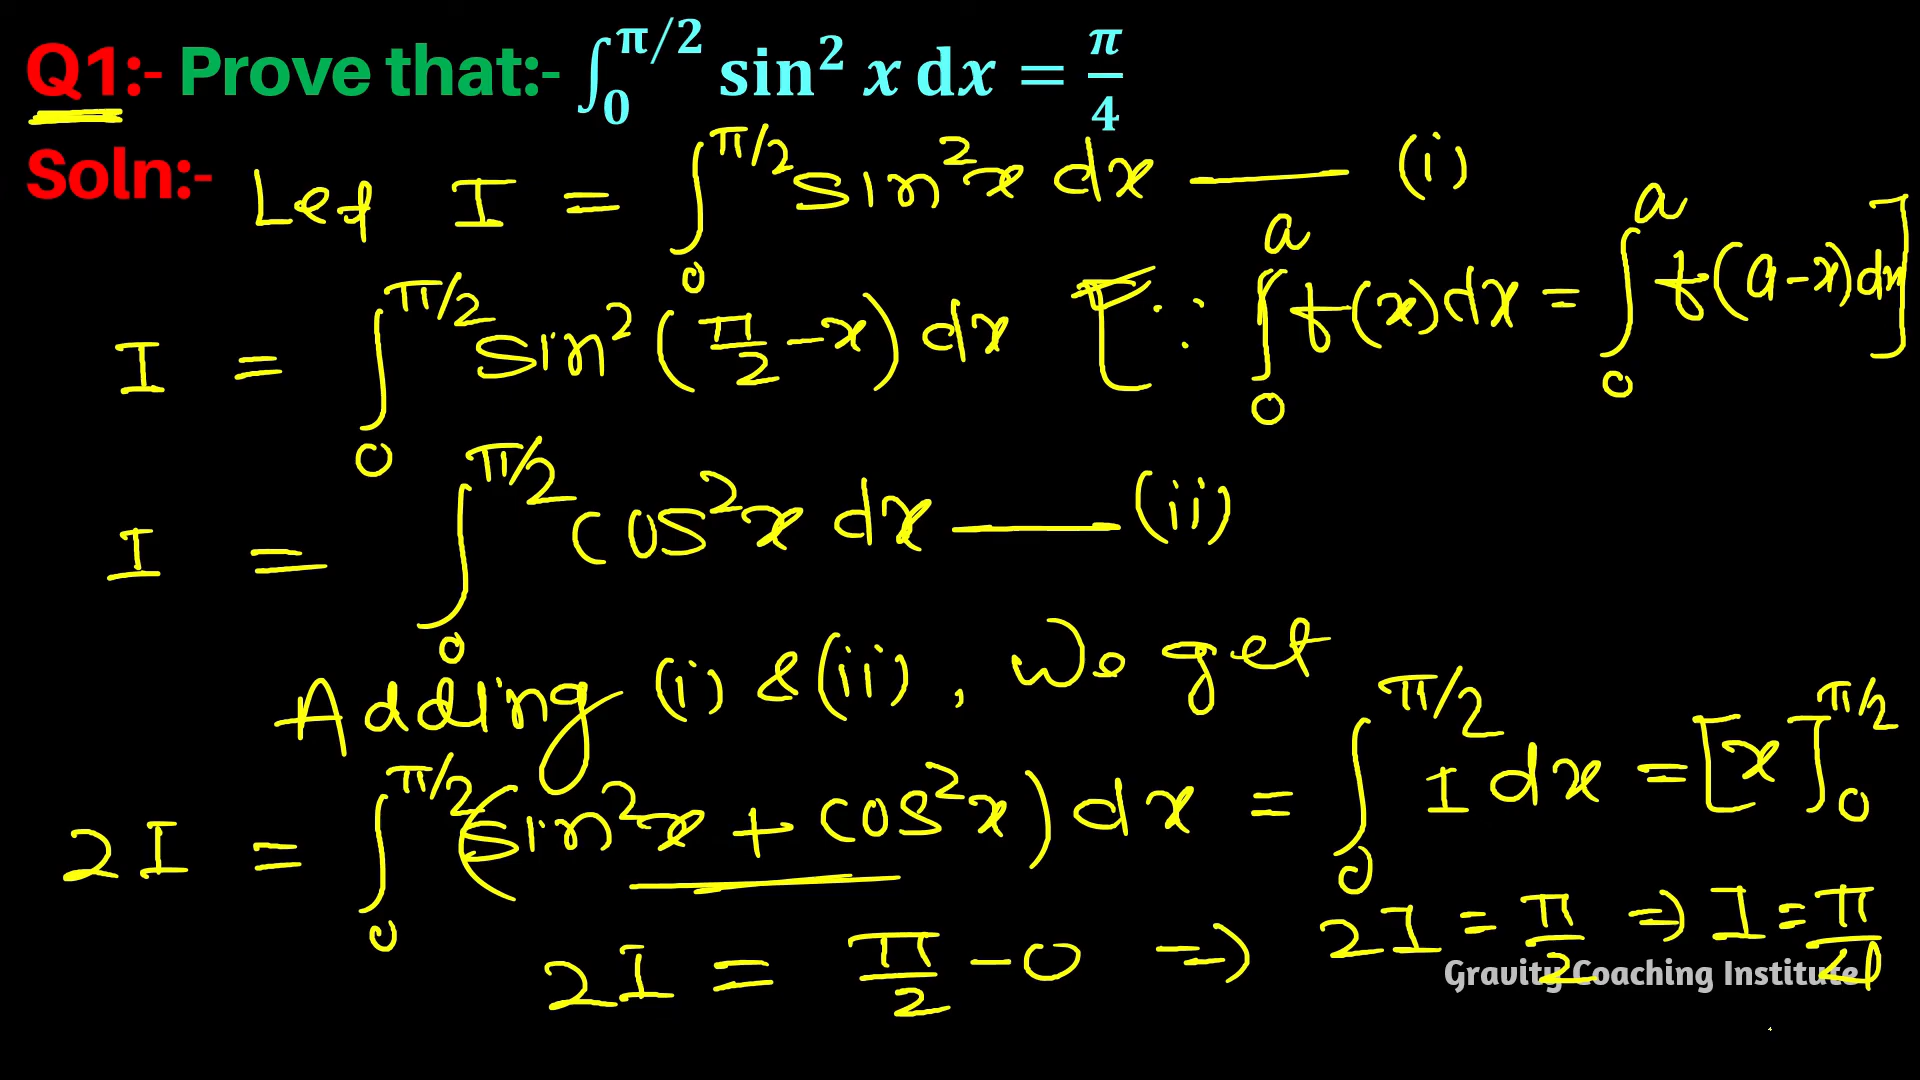 Q1:- Prove that:- ∫₀^π/2 sin² x dx = π/4
Soln:- Let I = ∫₀^π/2 sin²x dx —— (i)
I = ∫₀^π/2 sin² (π/2 - x) dx [∵ ∫₀^a f(x)dx = ∫₀^a f(a-x)dx]
I = ∫₀^π/2 cos²x dx —— (ii)
Adding (i) & (ii), We get
2I = ∫₀^π/2 (sin²x + cos²x) dx = ∫₀^π/2 1 dx = [x]₀^π/2
2I = π/2 - 0 ⇒ 2I = π/2 ⇒ I = π/4
Gravity Coaching Institute